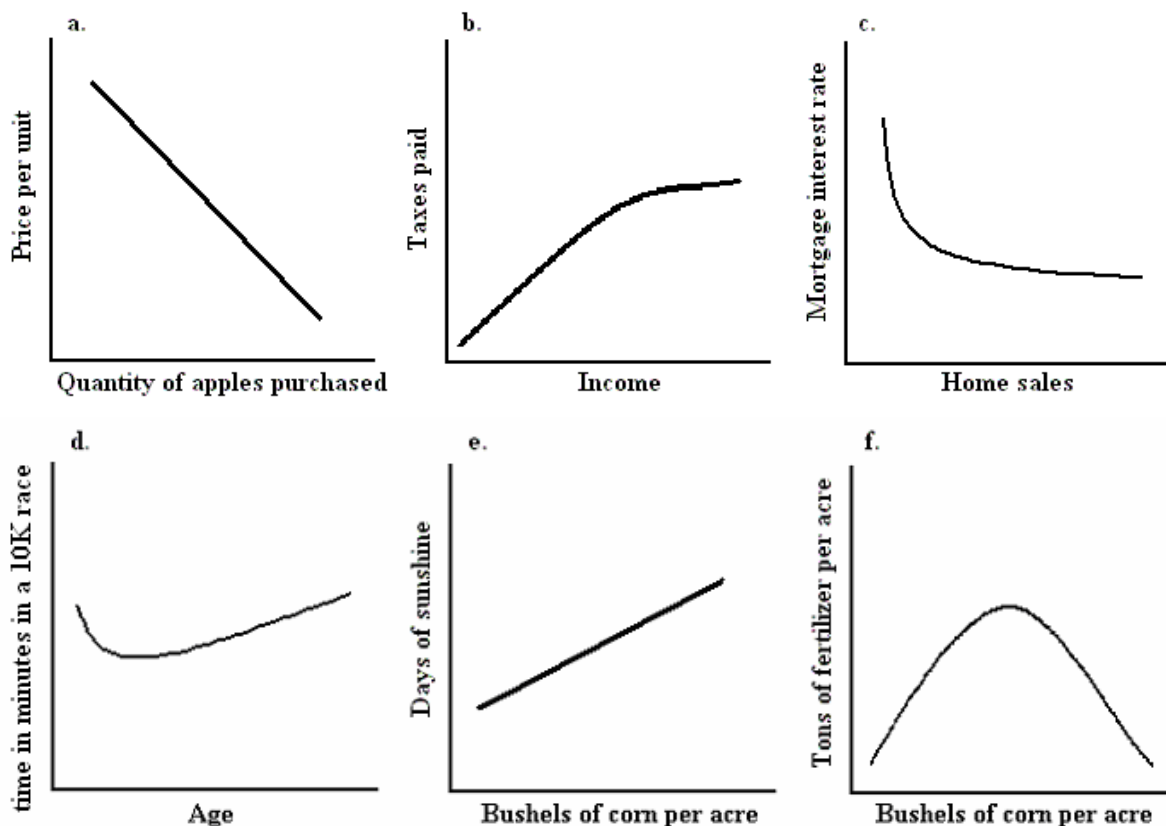 a.
Price per unit
Quantity of apples purchased
b.
Taxes paid
Income
c.
Mortgage interest rate
Home sales
d.
time in minutes in a 10K race
Age
e.
Days of sunshine
Bushels of corn per acre
f.
Tons of fertilizer per acre
Bushels of corn per acre